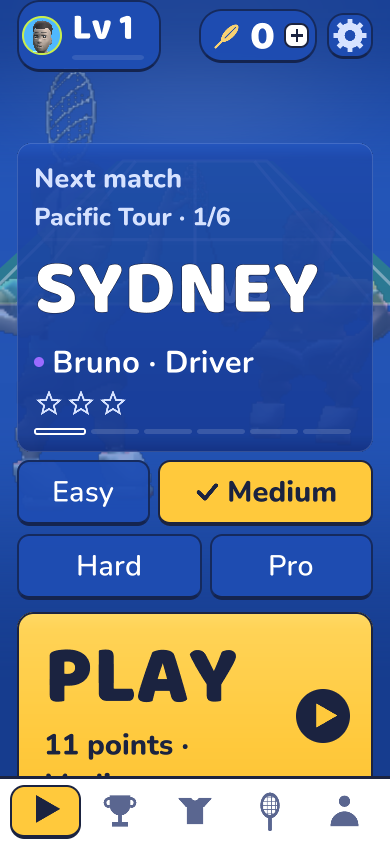 Lv 1
0
Next match
Pacific Tour · 1/6
SYDNEY
Bruno · Driver
Easy
Medium
Hard
Pro
PLAY
11 points ·